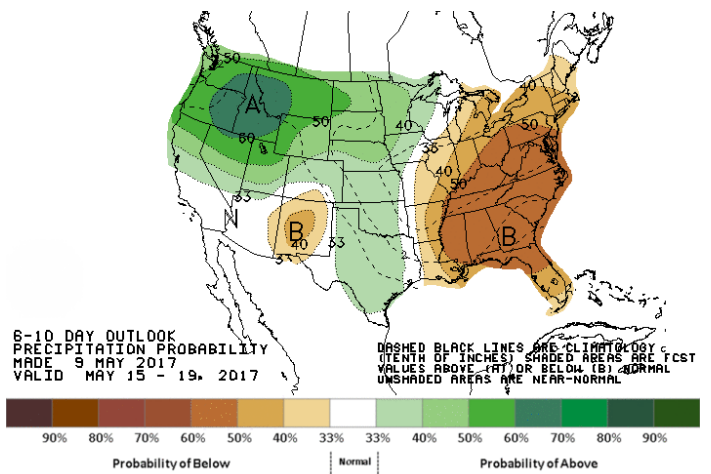 50
A
50
40
60
40
50
33
40
50
33
N
B
40
33
33
B
2
6-10 DAY OUTLOOK
PRECIPITATION PROBABILITY
MADE 9 MAY 2017
VALID MAY 15 - 19, 2017
DASHED BLACK LINES ARE CLIMATOLOGY
(TENTH OF INCHES) SHADED AREAS ARE FCST
VALUES ABOVE (A) OR BELOW (B) NORMAL
UNSHADED AREAS ARE NEAR-NORMAL
90% 80% 70% 60% 50% 40% 33% 33% 40% 50% 60% 70% 80% 90%
Probability of Below Normal Probability of Above